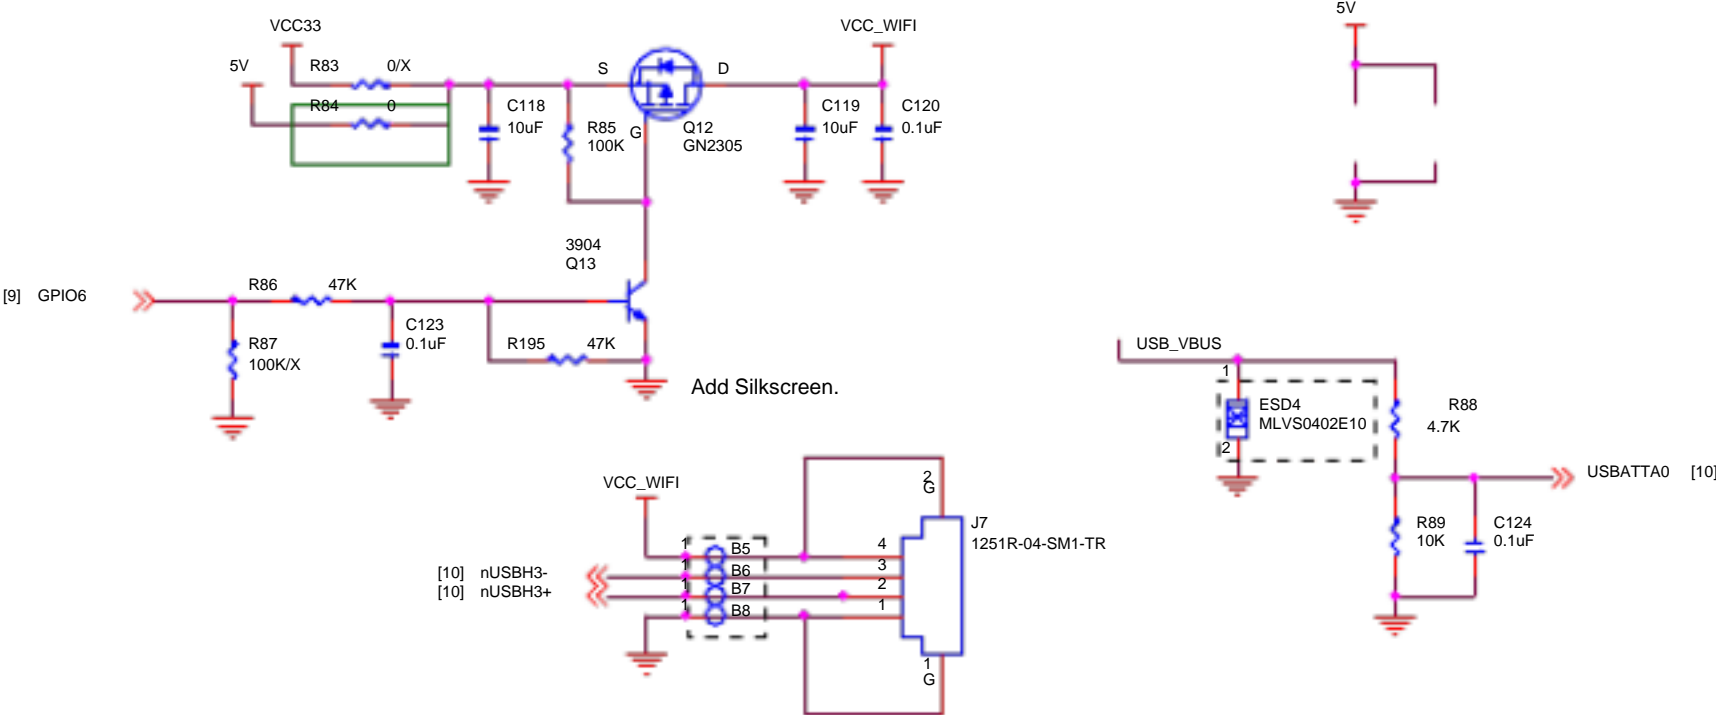 VCC33
5V
R83 0/X
R84 0
S
D
G
VCC_WIFI
C118
10uF
R85
100K
Q12
GN2305
C119
10uF
C120
0.1uF
5V
3904
Q13
[9] GPIO6
R86 47K
R87
100K/X
C123
0.1uF
R195 47K
Add Silkscreen.
USB_VBUS
1
ESD4
MLVS0402E10
2
R88
4.7K
USBATTA0 [10]
R89
10K
C124
0.1uF
VCC_WIFI
[10] nUSBH3-
[10] nUSBH3+
1 B5
1 B6
1 B7
1 B8
2
G
J7
1251R-04-SM1-TR
4
3
2
1
1
G